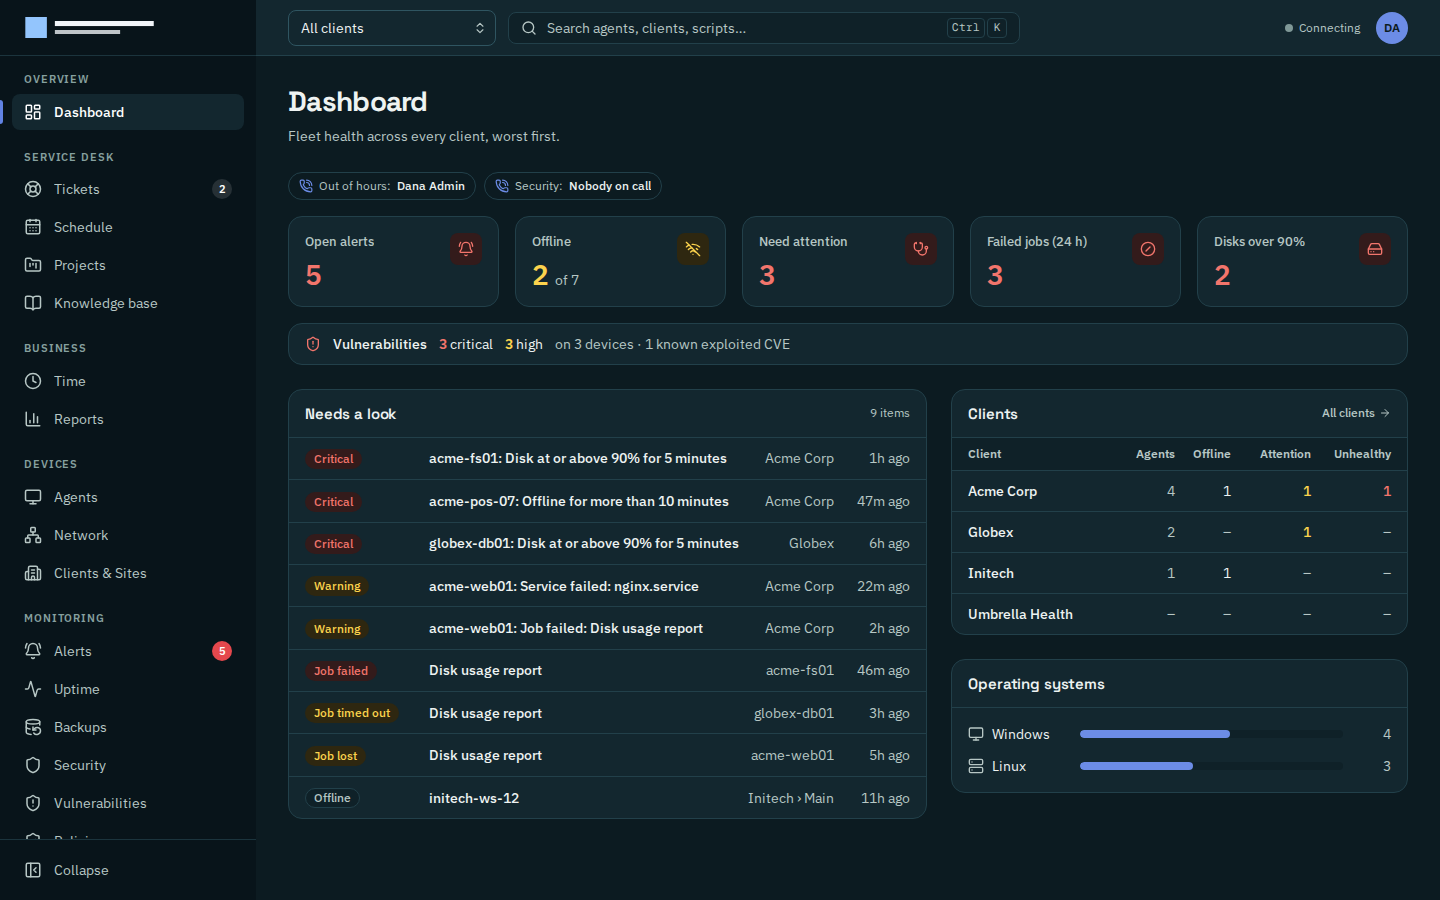 All clients
Search agents, clients, scripts...
Ctrl K
Connecting
DA
OVERVIEW
Dashboard
SERVICE DESK
Tickets 2
Schedule
Projects
Knowledge base
BUSINESS
Time
Reports
DEVICES
Agents
Network
Clients & Sites
MONITORING
Alerts 5
Uptime
Backups
Security
Vulnerabilities
Collapse
Dashboard
Fleet health across every client, worst first.
Out of hours: Dana Admin
Security: Nobody on call
Open alerts
5
Offline
2 of 7
Need attention
3
Failed jobs (24 h)
3
Disks over 90%
2
Vulnerabilities 3 critical 3 high on 3 devices · 1 known exploited CVE
Needs a look 9 items
Critical acme-fs01: Disk at or above 90% for 5 minutes Acme Corp 1h ago
Critical acme-pos-07: Offline for more than 10 minutes Acme Corp 47m ago
Critical globex-db01: Disk at or above 90% for 5 minutes Globex 6h ago
Warning acme-web01: Service failed: nginx.service Acme Corp 22m ago
Warning acme-web01: Job failed: Disk usage report Acme Corp 2h ago
Job failed Disk usage report acme-fs01 46m ago
Job timed out Disk usage report globex-db01 3h ago
Job lost Disk usage report acme-web01 5h ago
Offline initech-ws-12 Initech › Main 11h ago
Clients All clients →
Client Agents Offline Attention Unhealthy
Acme Corp 4 1 1 1
Globex 2 – 1 –
Initech 1 1 – –
Umbrella Health – – – –
Operating systems
Windows 4
Linux 3